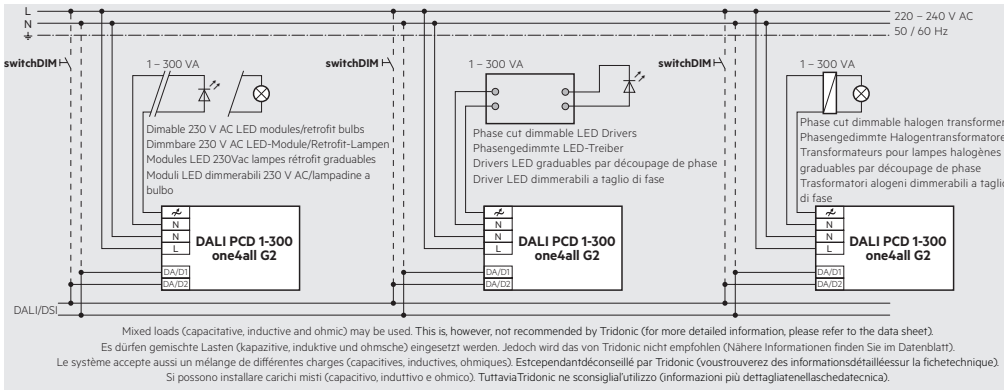 L
N
220 – 240 V AC
50 / 60 Hz
switchDIM
1 – 300 VA
switchDIM
1 – 300 VA
switchDIM
1 – 300 VA
Dimable 230 V AC LED modules/retrofit bulbs
Dimmbare 230 V AC LED-Module/Retrofit-Lampen
Modules LED 230Vac lampes rétrofit graduables
Moduli LED dimmerabili 230 V AC/lampadine a
bulbo
Phase cut dimmable LED Drivers
Phasengedimmte LED-Treiber
Drivers LED graduables par découpage de phase
Driver LED dimmerabili a taglio di fase
Phase cut dimmable halogen transformer
Phasengedimmte Halogentransformatore
Transformateurs pour lampes halogènes
graduables par découpage de phase
Trasformatori alogeni dimmerabili a taglio
di fase
N
N
L
DA/D1
DA/D2
DALI PCD 1-300
one4all G2
N
N
L
DA/D1
DA/D2
DALI PCD 1-300
one4all G2
N
N
L
DA/D1
DA/D2
DALI PCD 1-300
one4all G2
DALI/DSI
Mixed loads (capacitative, inductive and ohmic) may be used. This is, however, not recommended by Tridonic (for more detailed information, please refer to the data sheet).
Es dürfen gemischte Lasten (kapazitive, induktive und ohmsche) eingesetzt werden. Jedoch wird das von Tridonic nicht empfohlen (Nähere Informationen finden Sie im Datenblatt).
Le système accepte aussi un mélange de différentes charges (capacitives, inductives, ohmiques). Estcependantdéconseillé par Tridonic (voustrouverez des informationsdétailléessur la fichetechnique).
Si possono installare carichi misti (capacitivo, induttivo e ohmico). TuttaviaTridonic ne sconsiglial'utilizzo (informazioni più dettagliatenellaschedatecnica).